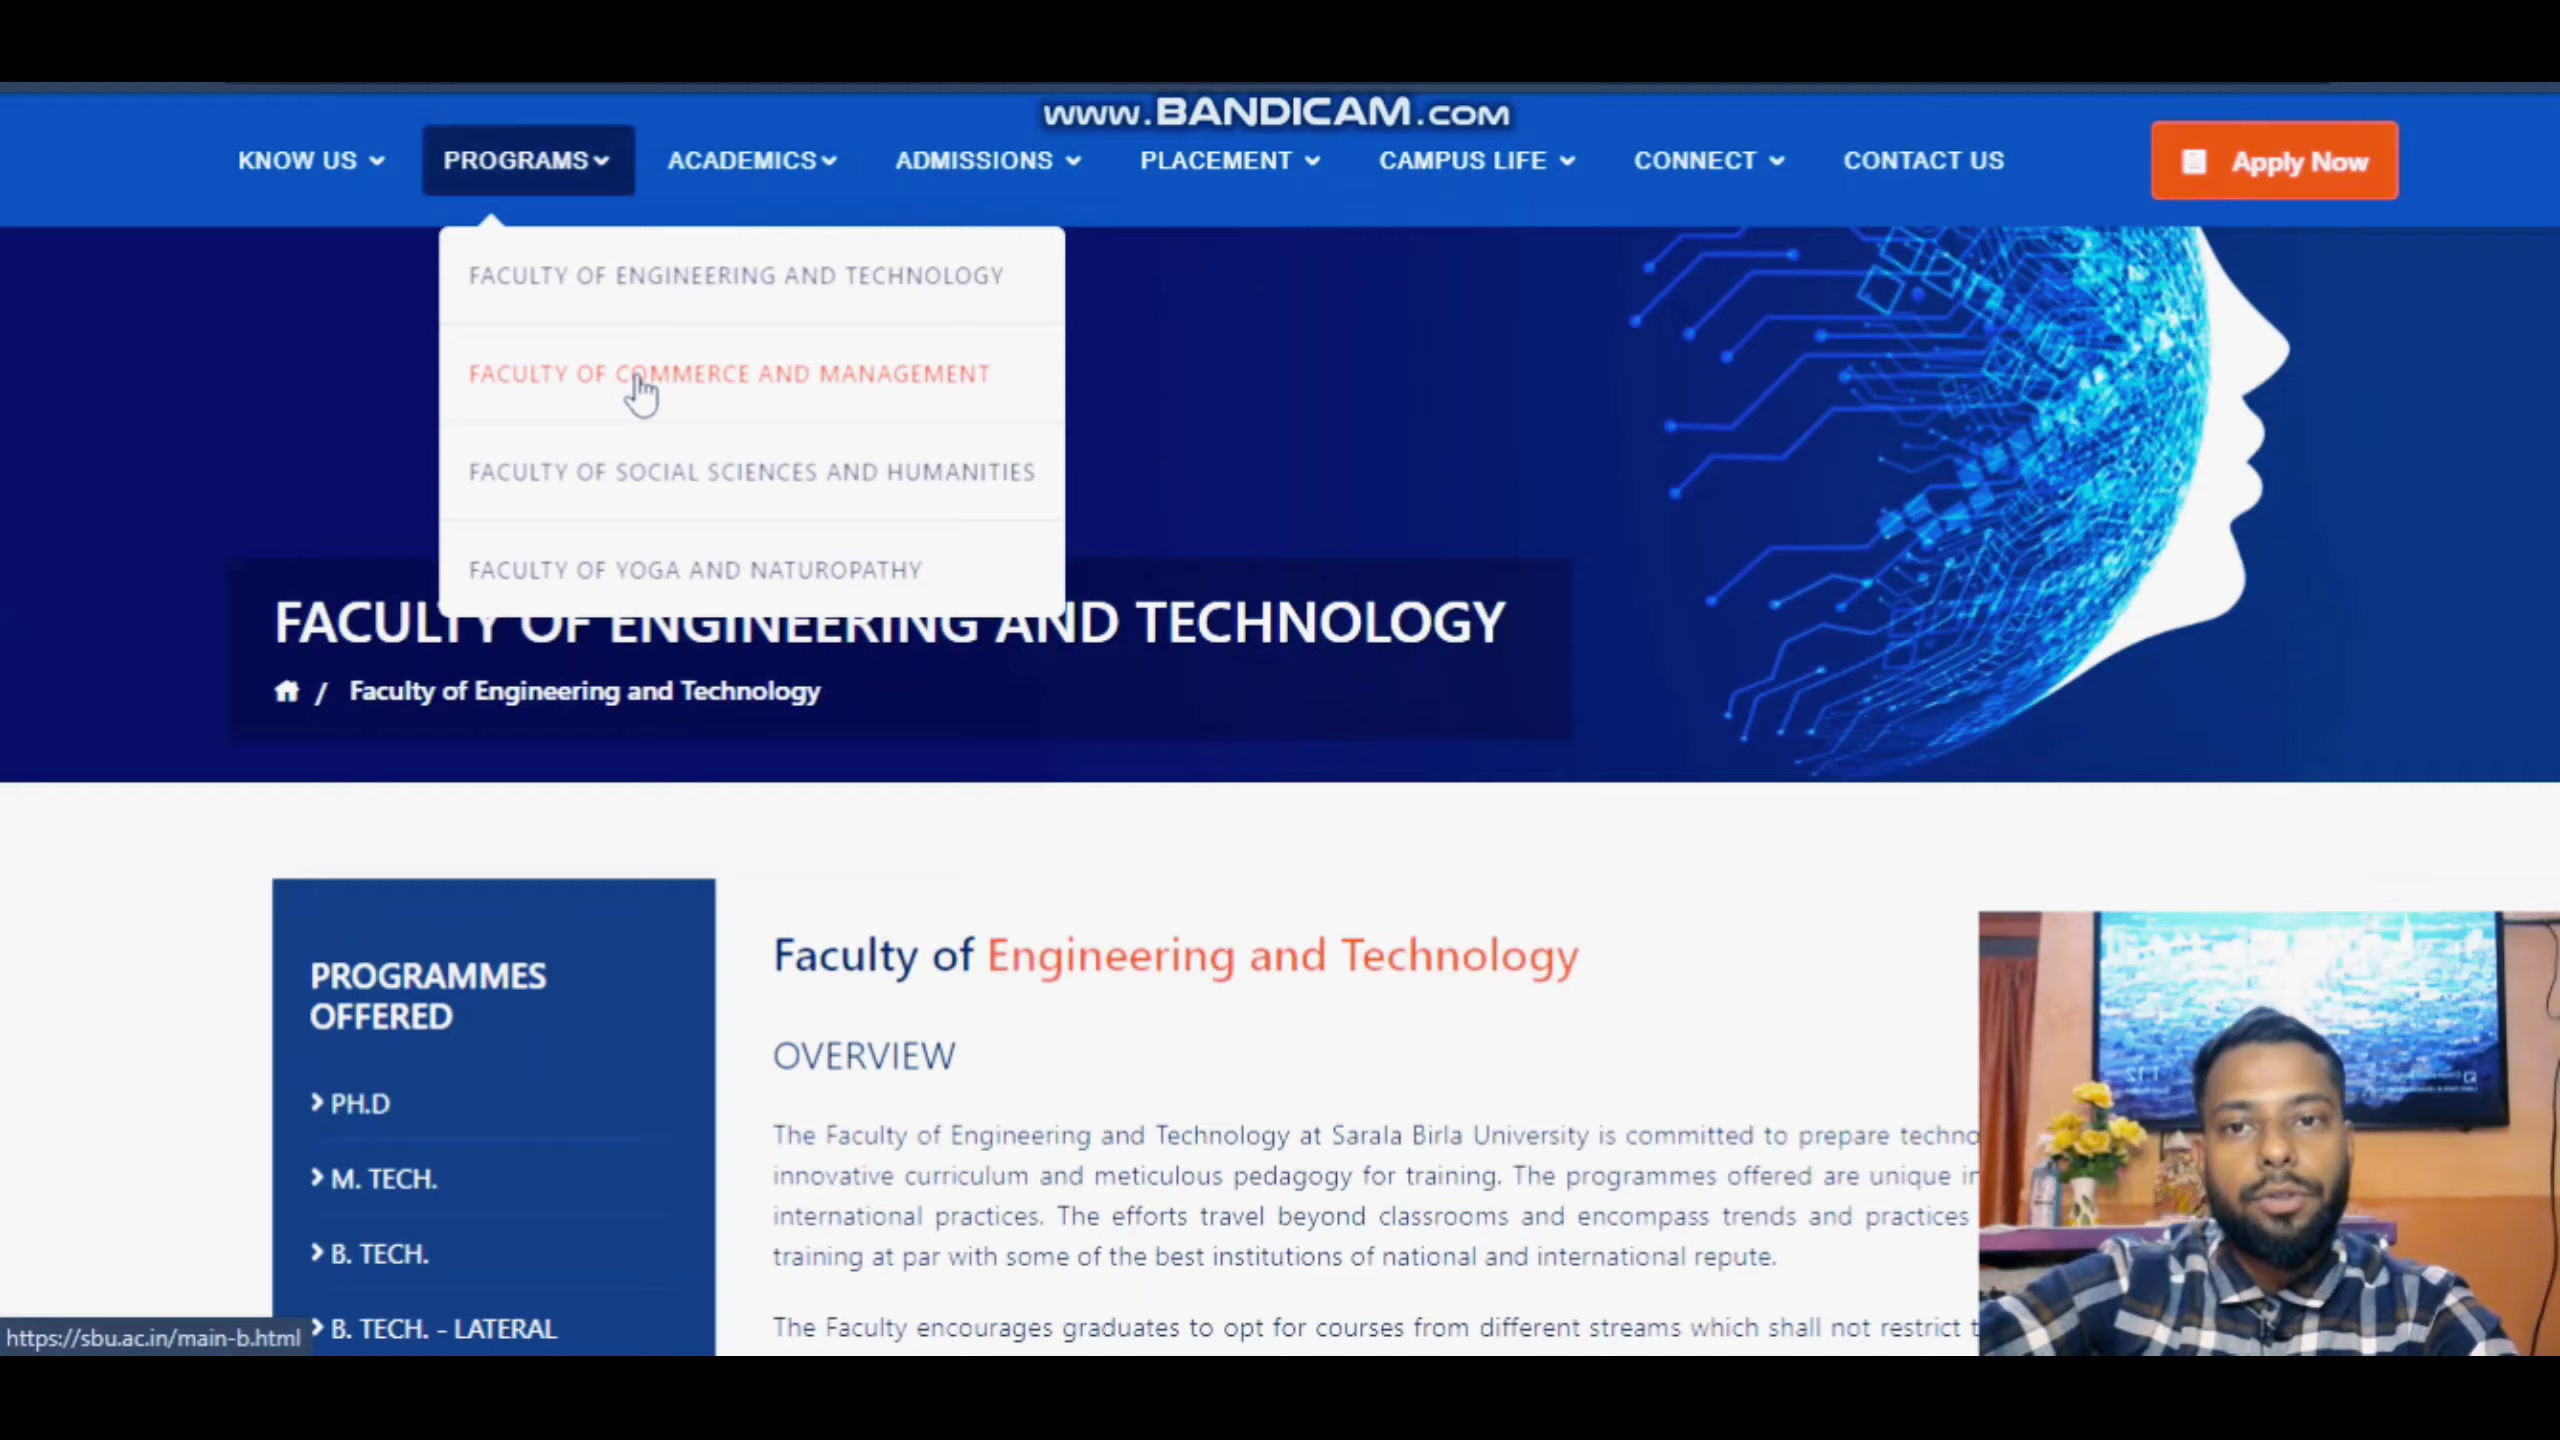 www.BANDICAM.com
KNOW US PROGRAMS ACADEMICS ADMISSIONS PLACEMENT CAMPUS LIFE CONNECT CONTACT US Apply Now
FACULTY OF ENGINEERING AND TECHNOLOGY
FACULTY OF COMMERCE AND MANAGEMENT
FACULTY OF SOCIAL SCIENCES AND HUMANITIES
FACULTY OF YOGA AND NATUROPATHY
FACULTY OF ENGINEERING AND TECHNOLOGY
/ Faculty of Engineering and Technology
PROGRAMMES
OFFERED
PH.D
M. TECH.
B. TECH.
B. TECH. - LATERAL
Faculty of Engineering and Technology
OVERVIEW
The Faculty of Engineering and Technology at Sarala Birla University is committed to prepare techno
innovative curriculum and meticulous pedagogy for training. The programmes offered are unique in
international practices. The efforts travel beyond classrooms and encompass trends and practices
training at par with some of the best institutions of national and international repute.
The Faculty encourages graduates to opt for courses from different streams which shall not restrict t
https://sbu.ac.in/main-b.html